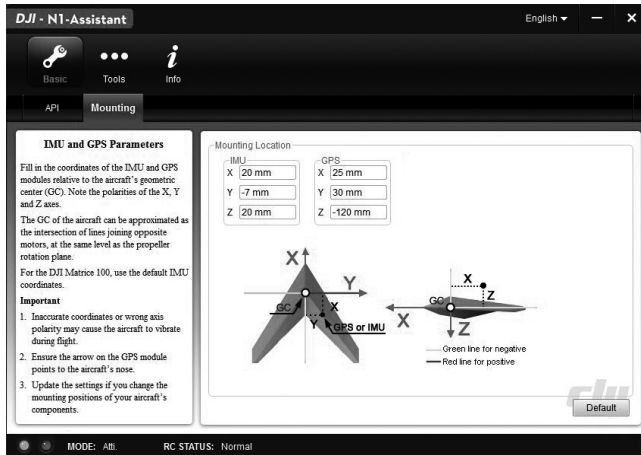 DJI - N1-Assistant English
Basic Tools Info
API Mounting
IMU and GPS Parameters
Fill in the coordinates of the IMU and GPS
modules relative to the aircraft's geometric
center (GC). Note the polarities of the X, Y
and Z axes.
The GC of the aircraft can be approximated as
the intersection of lines joining opposite
motors, at the same level as the propeller
rotation plane.
For the DJI Matrice 100, use the default IMU
coordinates.
Important
1. Inaccurate coordinates or wrong axis
polarity may cause the aircraft to vibrate
during flight.
2. Ensure the arrow on the GPS module
points to the aircraft's nose.
3. Update the settings if you change the
mounting positions of your aircraft's
components.
Mounting Location
IMU GPS
X 20 mm X 25 mm
Y -7 mm Y 30 mm
Z 20 mm Z -120 mm
X
Y
GC
X
Y
GPS or IMU
X
Z
GC
X
Z
Green line for negative
Red line for positive
dji
Default
MODE: Atti. RC STATUS: Normal